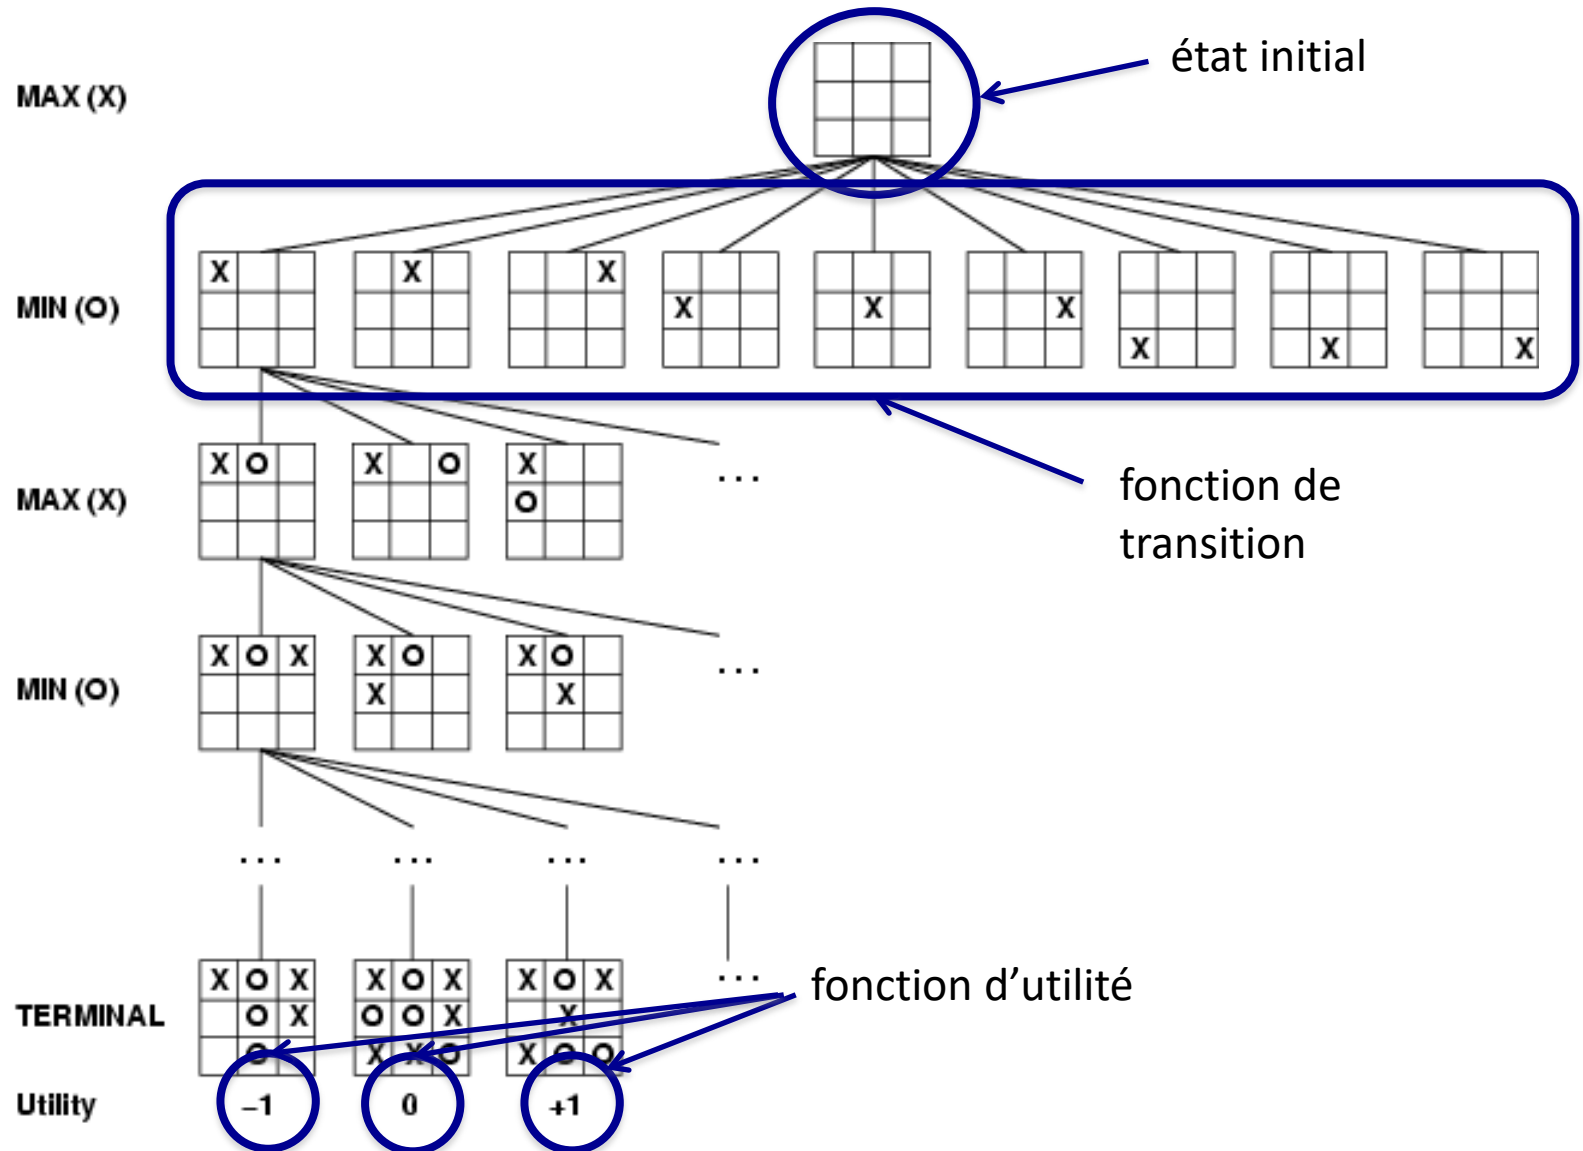 état initial
MAX (X)
X X X X X X X X X
MIN (O)
X O X O X
...
MAX (X)
O
fonction de
transition
X O X X O X O
...
MIN (O)
X X
... ... ... ...
X O X X O X X O X ...
fonction d'utilité
TERMINAL
O X O O X X
O X X O X O O
Utility
–1 0 +1